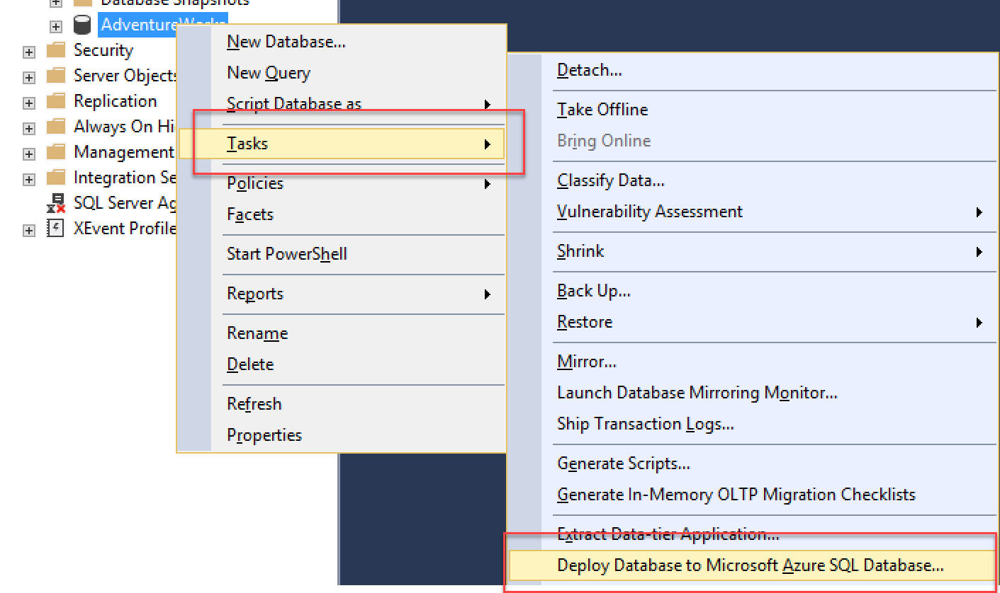 Database Snapshots
AdventureWorks
Security
Server Objects
Replication
Always On Hi
Management
Integration Se
SQL Server Ag
XEvent Profile
New Database...
New Query
Script Database as
Tasks
Policies
Facets
Start PowerShell
Reports
Rename
Delete
Refresh
Properties
Detach...
Take Offline
Bring Online
Classify Data...
Vulnerability Assessment
Shrink
Back Up...
Restore
Mirror...
Launch Database Mirroring Monitor...
Ship Transaction Logs...
Generate Scripts...
Generate In-Memory OLTP Migration Checklists
Extract Data-tier Application...
Deploy Database to Microsoft Azure SQL Database...